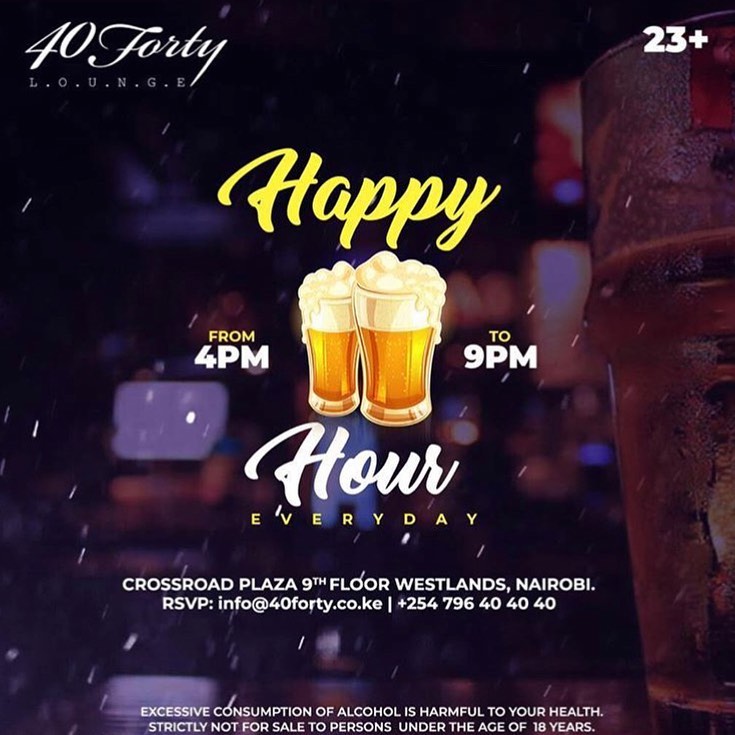 40 Forty
L.O.U.N.G.E
23+
Happy
FROM
4PM
TO
9PM
Hour
EVERYDAY
CROSSROAD PLAZA 9TH FLOOR WESTLANDS, NAIROBI.
RSVP: info@40forty.co.ke | +254 796 40 40 40
EXCESSIVE CONSUMPTION OF ALCOHOL IS HARMFUL TO YOUR HEALTH.
STRICTLY NOT FOR SALE TO PERSONS UNDER THE AGE OF 18 YEARS.